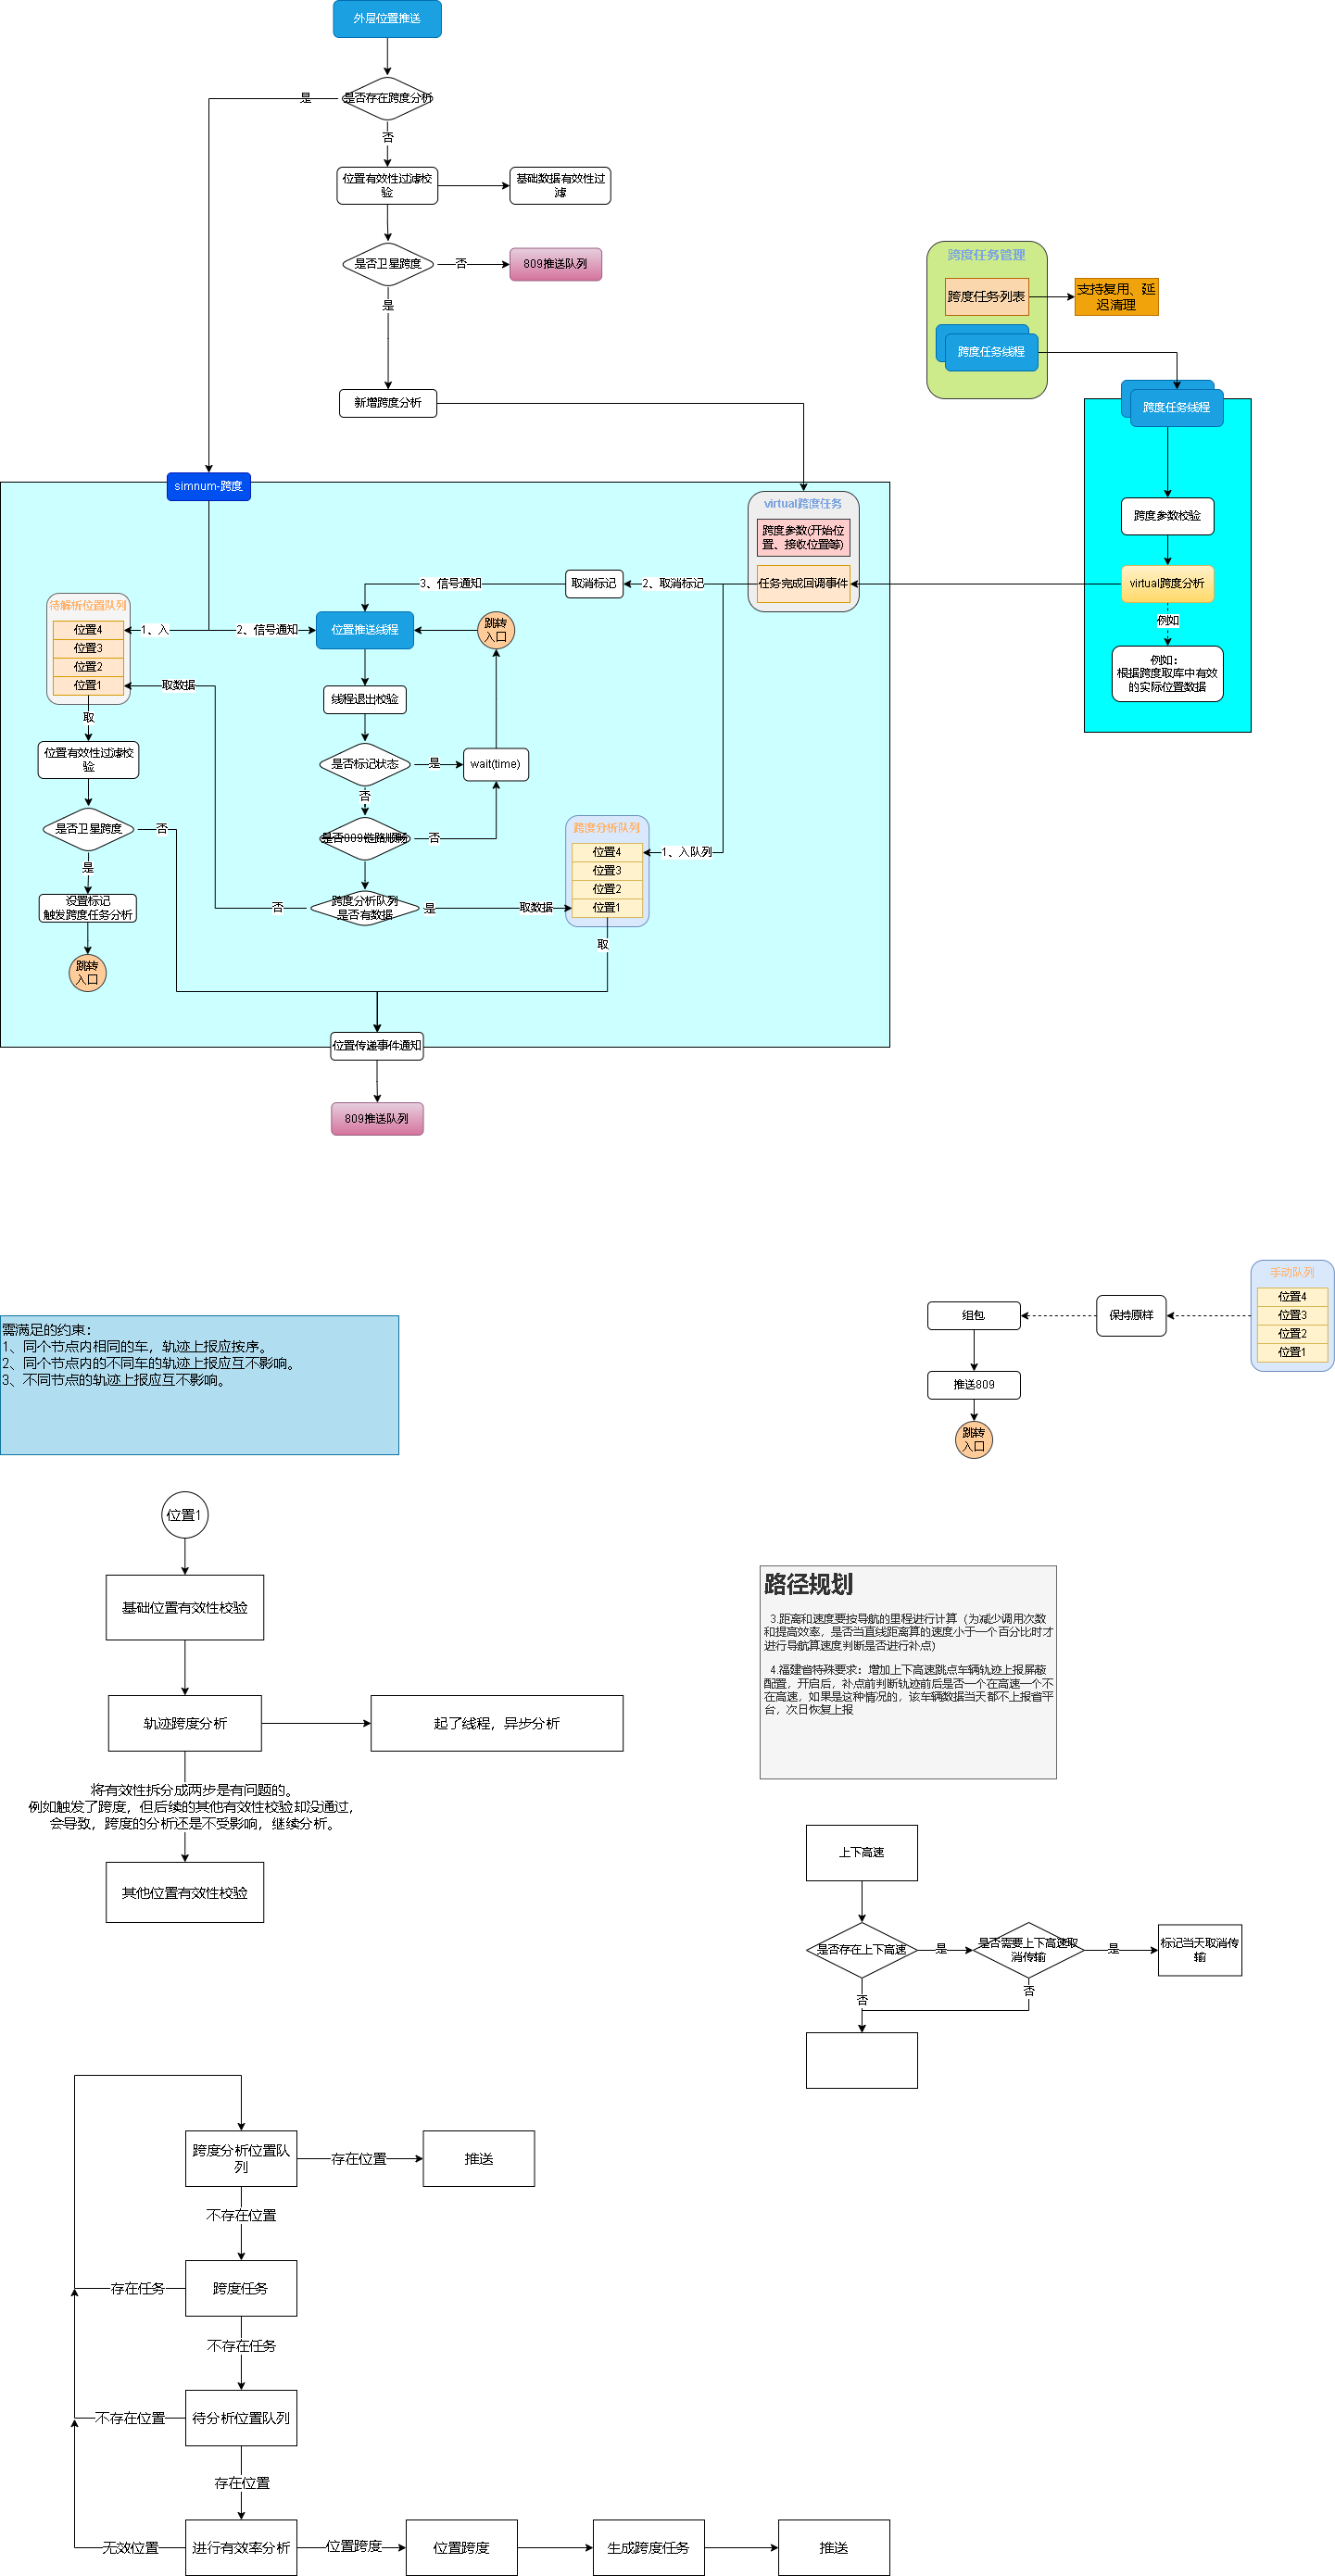 外层位置推送
是否存在跨度分析
是
否
位置有效性过滤校
验
基础数据有效性过
滤
是否卫星跨度
否
809推送队列
是
新增跨度分析
跨度任务管理
跨度任务列表
支持复用、延
迟清理
跨度任务线程
跨度任务线程
跨度参数校验
virtual跨度分析
例如
例如：
根据跨度取库中有效
的实际位置数据
simnum-跨度
virtual跨度任务
跨度参数(开始位
置、接收位置等)
任务完成回调事件
2、取消标记
取消标记
3、信号通知
待解析位置队列
位置4
位置3
位置2
位置1
1、入
2、信号通知
位置推送线程
跳转
入口
取数据
线程退出校验
取
位置有效性过滤校
验
是否标记状态
是
wait(time)
否
是否卫星跨度
否
是否809链路顺畅
否
跨度分析队列
位置4
位置3
位置2
位置1
1、入队列
是
设置标记
触发跨度任务分析
否
跨度分析队列
是否有数据
是
取数据
取
跳转
入口
位置传递事件通知
809推送队列
手动队列
位置4
位置3
位置2
位置1
保持原样
组包
推送809
跳转
入口
需满足的约束：
1、同个节点内相同的车，轨迹上报应按序。
2、同个节点内的不同车的轨迹上报应互不影响。
3、不同节点的轨迹上报应互不影响。
位置1
基础位置有效性校验
轨迹跨度分析
起了线程，异步分析
将有效性拆分成两步是有问题的。
例如触发了跨度，但后续的其他有效性校验却没通过，
会导致，跨度的分析还是不受影响，继续分析。
其他位置有效性校验
路径规划
3.距离和速度要按导航的里程进行计算（为减少调用次数
和提高效率，是否当直线距离算的速度小于一个百分比时才
进行导航算速度判断是否进行补点）
4.福建省特殊要求：增加上下高速跳点车辆轨迹上报屏蔽
配置，开启后，补点前判断轨迹前后是否一个在高速一个不
在高速，如果是这种情况的，该车辆数据当天都不上报省平
台，次日恢复上报
上下高速
是否存在上下高速
是
是否需要上下高速取
消传输
是
标记当天取消传
输
否
否
跨度分析位置队
列
存在位置
推送
不存在位置
跨度任务
存在任务
不存在任务
待分析位置队列
不存在位置
存在位置
进行有效率分析
无效位置
位置跨度
位置跨度
生成跨度任务
推送